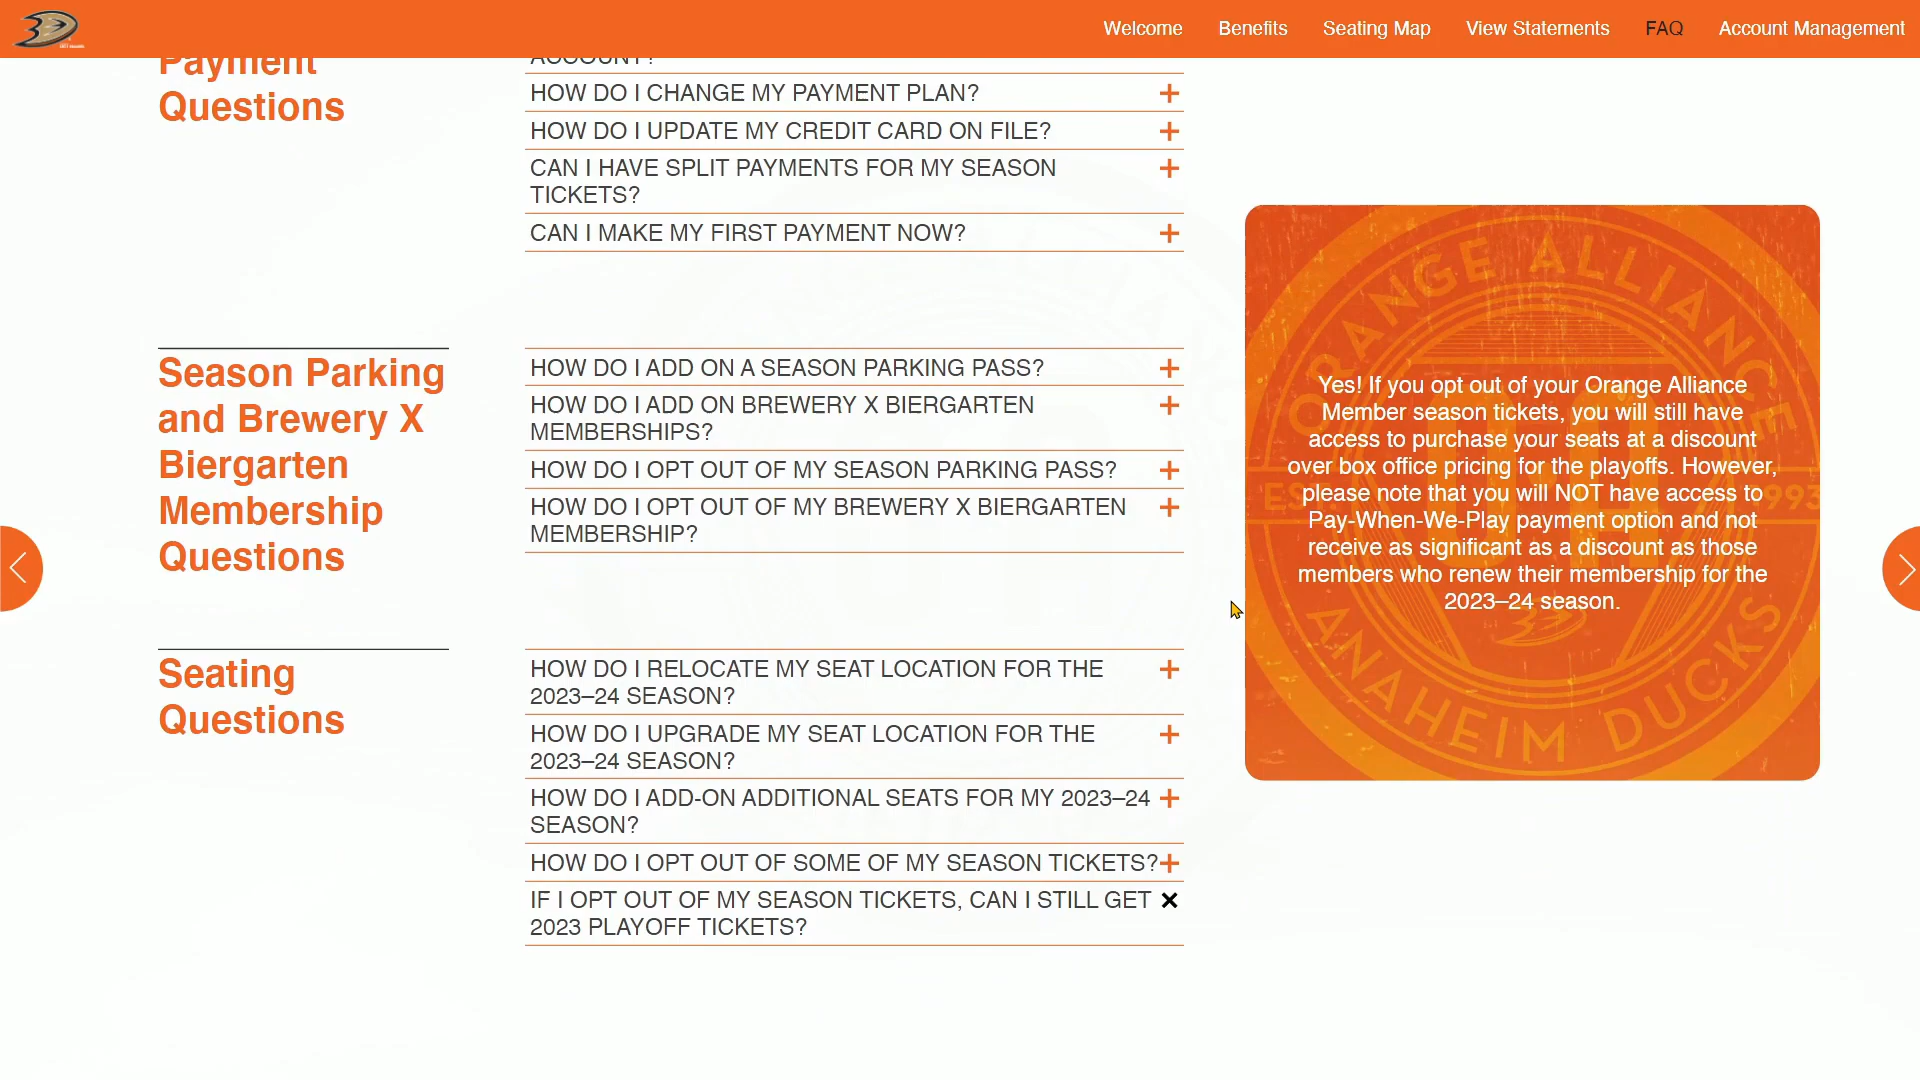 Welcome Benefits Seating Map View Statements FAQ Account Management
Payment
Questions
ACCOUNT?
HOW DO I CHANGE MY PAYMENT PLAN?
HOW DO I UPDATE MY CREDIT CARD ON FILE?
CAN I HAVE SPLIT PAYMENTS FOR MY SEASON
TICKETS?
CAN I MAKE MY FIRST PAYMENT NOW?
Season Parking
and Brewery X
Biergarten
Membership
Questions
HOW DO I ADD ON A SEASON PARKING PASS?
HOW DO I ADD ON BREWERY X BIERGARTEN
MEMBERSHIPS?
HOW DO I OPT OUT OF MY SEASON PARKING PASS?
HOW DO I OPT OUT OF MY BREWERY X BIERGARTEN
MEMBERSHIP?
Seating
Questions
HOW DO I RELOCATE MY SEAT LOCATION FOR THE
2023–24 SEASON?
HOW DO I UPGRADE MY SEAT LOCATION FOR THE
2023–24 SEASON?
HOW DO I ADD-ON ADDITIONAL SEATS FOR MY 2023–24
SEASON?
HOW DO I OPT OUT OF SOME OF MY SEASON TICKETS?
IF I OPT OUT OF MY SEASON TICKETS, CAN I STILL GET
2023 PLAYOFF TICKETS?
ORANGE ALLIANCE
Yes! If you opt out of your Orange Alliance
Member season tickets, you will still have
access to purchase your seats at a discount
over box office pricing for the playoffs. However,
please note that you will NOT have access to
Pay-When-We-Play payment option and not
receive as significant as a discount as those
members who renew their membership for the
2023–24 season.
ANAHEIM DUCKS